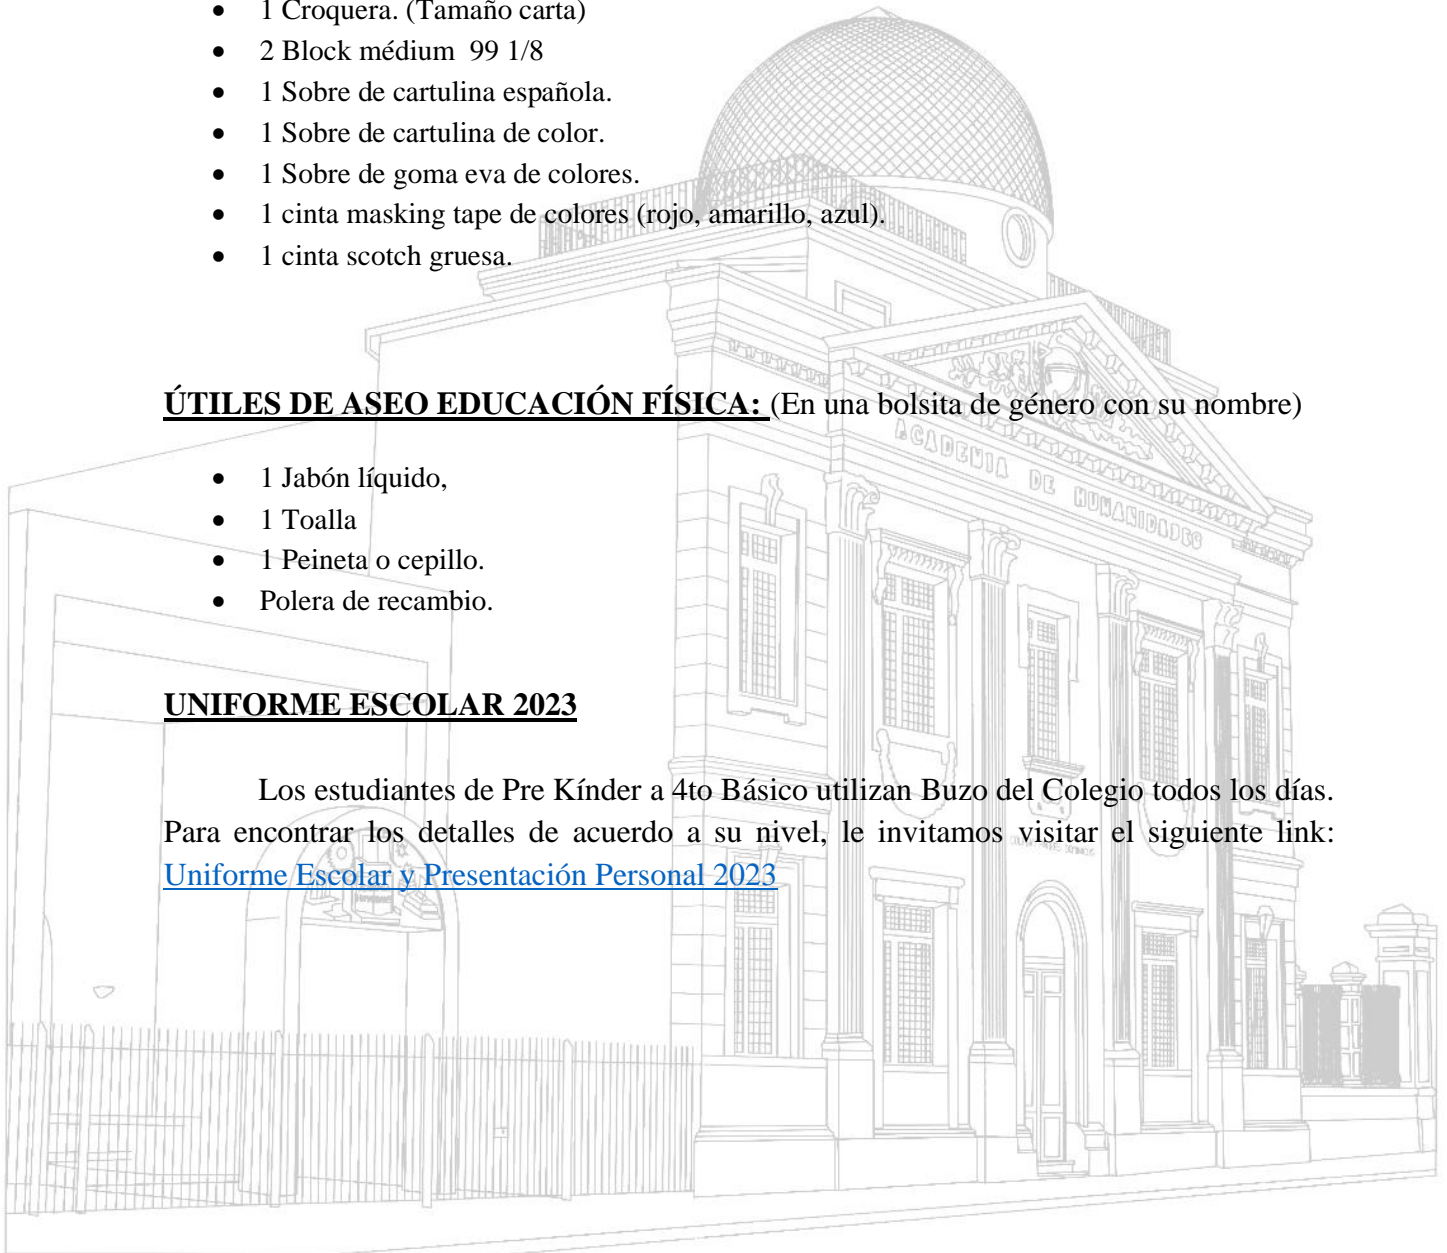 • 1 Croquera. (Tamaño carta)
• 2 Block médium 99 1/8
• 1 Sobre de cartulina española.
• 1 Sobre de cartulina de color.
• 1 Sobre de goma eva de colores.
• 1 cinta masking tape de colores (rojo, amarillo, azul).
• 1 cinta scotch gruesa.
ÚTILES DE ASEO EDUCACIÓN FÍSICA: (En una bolsita de género con su nombre)
ACADEMIA DE HUMANIDADES
• 1 Jabón líquido,
• 1 Toalla
• 1 Peineta o cepillo.
• Polera de recambio.
UNIFORME ESCOLAR 2023
Los estudiantes de Pre Kínder a 4to Básico utilizan Buzo del Colegio todos los días.
Para encontrar los detalles de acuerdo a su nivel, le invitamos visitar el siguiente link:
Uniforme Escolar y Presentación Personal 2023